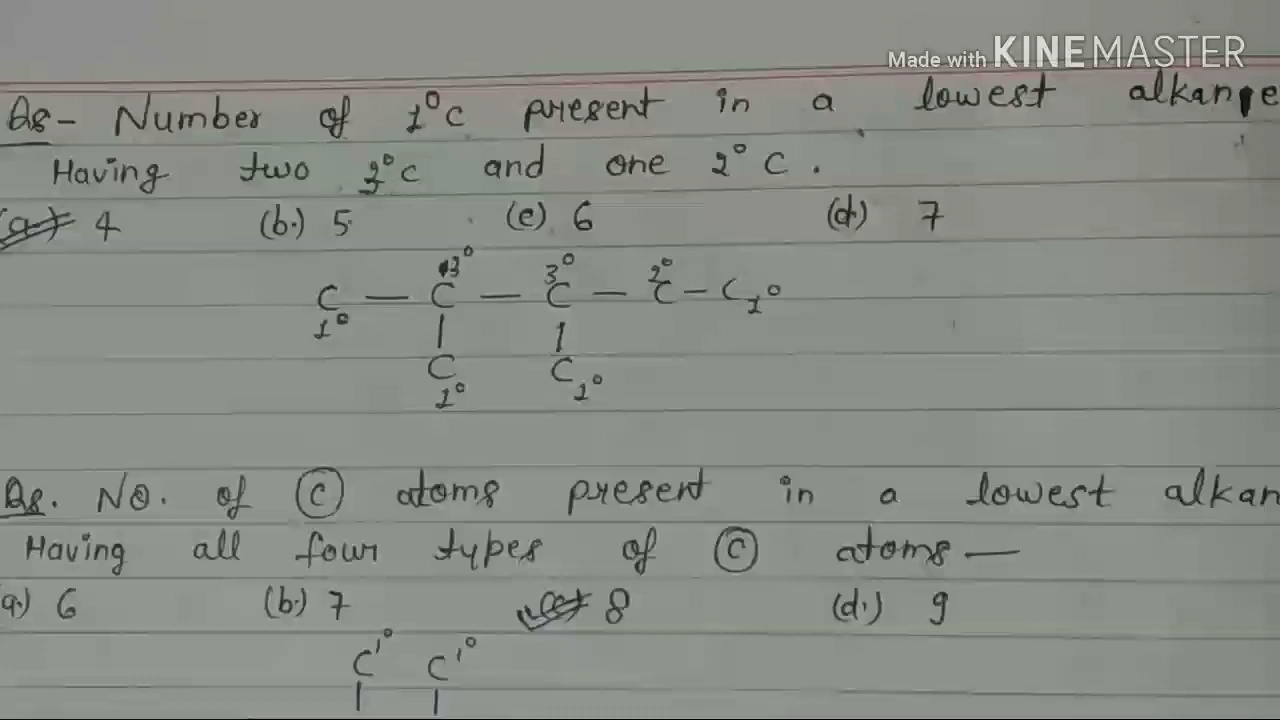 Made with KINEMASTER
Qs- Number of 1°C present in a lowest alkane
Having two 3°C and one 2° C.
(a) 4 (b.) 5 (c) 6 (d.) 7
3° 3° 2°
C — C — C — C - C 1°
1° | |
C C 1°
1°
Qs. No. of (C) atoms present in a lowest alkan
Having all four types of (C) atoms —
(a.) 6 (b.) 7 (c) 8 (d.) 9
C 1° C 1°
| |